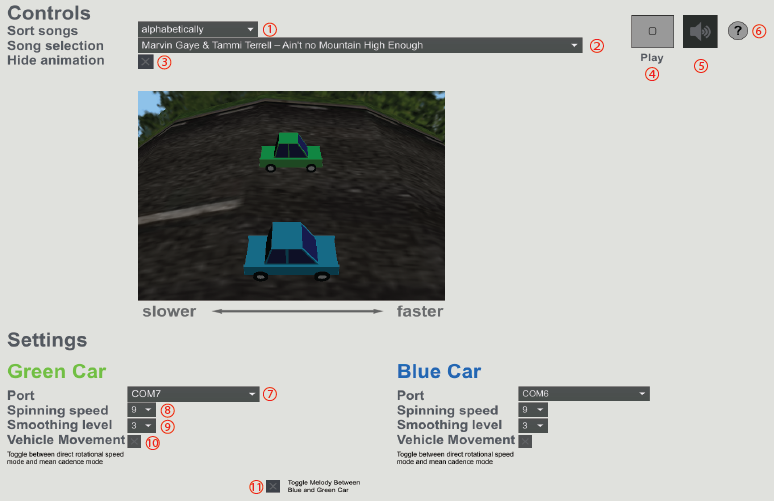 Controls
Sort songs alphabetically ①
Song selection Marvin Gaye & Tammi Terrell – Ain't no Mountain High Enough ②
Hide animation ③
Play
④
⑤
? ⑥
slower faster
Settings
Green Car
Port COM7 ⑦
Spinning speed 9 ⑧
Smoothing level 3 ⑨
Vehicle Movement ⑩
Toggle between direct rotational speed
mode and mean cadence mode
Blue Car
Port COM6
Spinning speed 9
Smoothing level 3
Vehicle Movement
Toggle between direct rotational speed
mode and mean cadence mode
⑪ Toggle Melody Between
Blue and Green Car